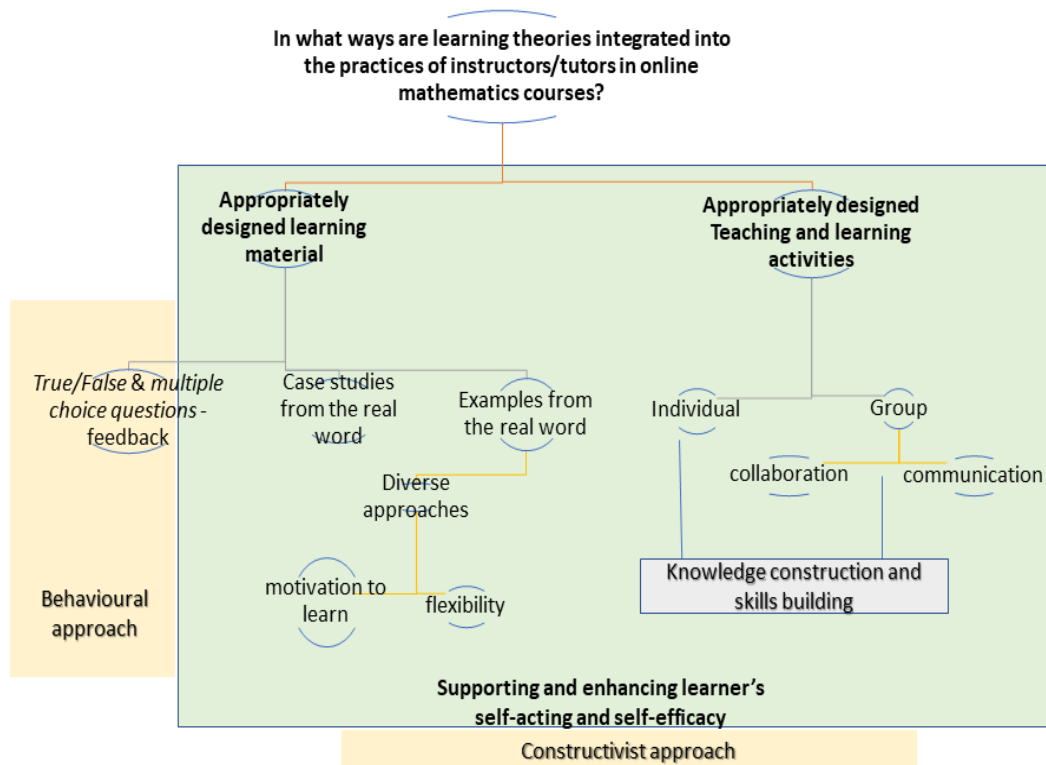 In what ways are learning theories integrated into
the practices of instructors/tutors in online
mathematics courses?
Appropriately
designed learning
material
Appropriately designed
Teaching and learning
activities
True/False & multiple
choice questions -
feedback
Case studies
from the real
word
Examples from
the real word
Individual
Group
collaboration
communication
Diverse
approaches
Knowledge construction and
skills building
motivation to
learn
flexibility
Behavioural
approach
Supporting and enhancing learner's
self-acting and self-efficacy
Constructivist approach